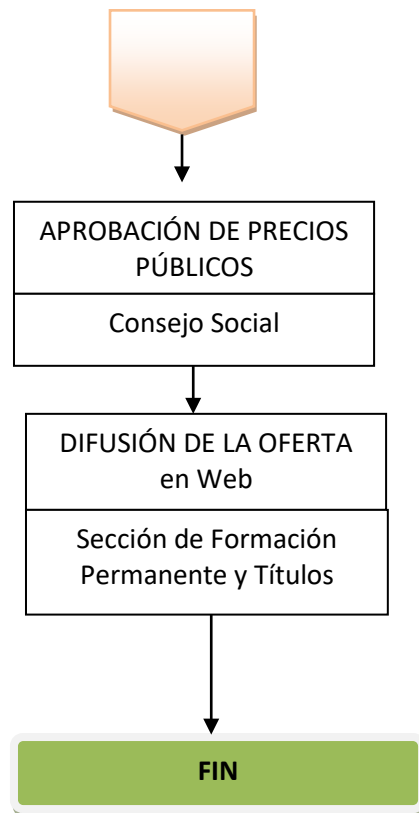 APROBACIÓN DE PRECIOS
PÚBLICOS
Consejo Social
DIFUSIÓN DE LA OFERTA
en Web
Sección de Formación
Permanente y Títulos
FIN